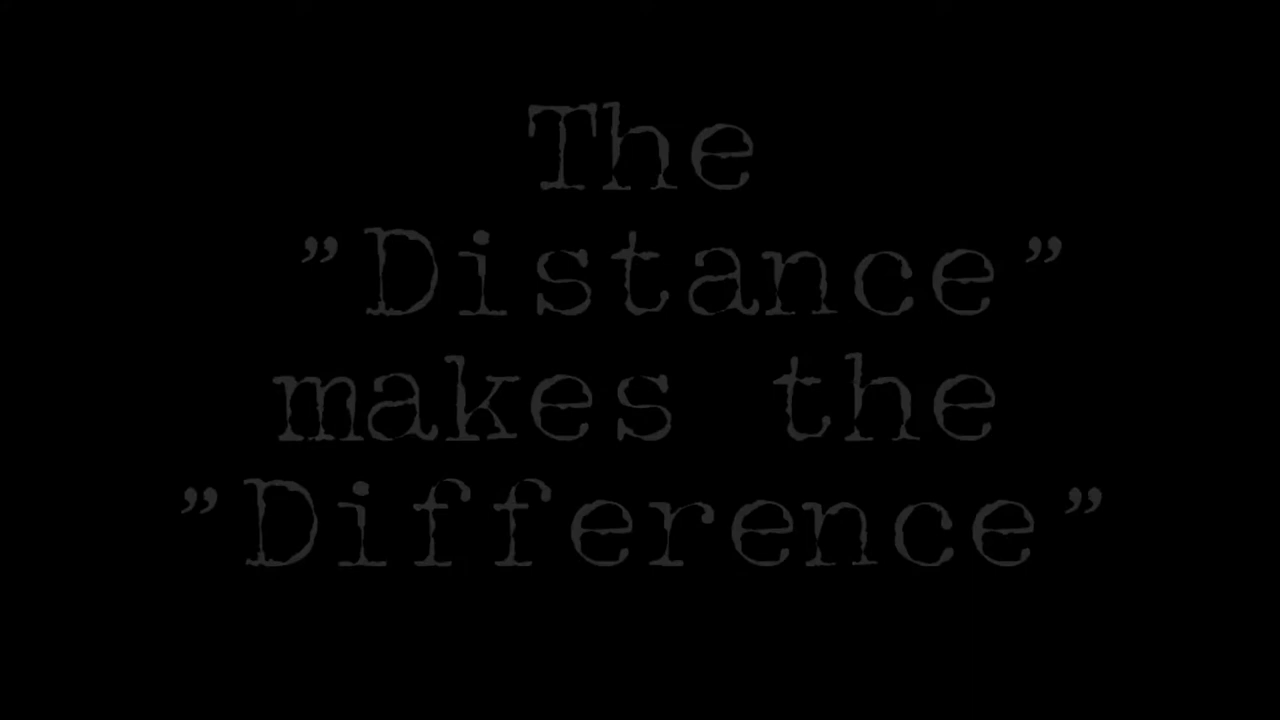 The
”Distance”
makes the
”Difference”